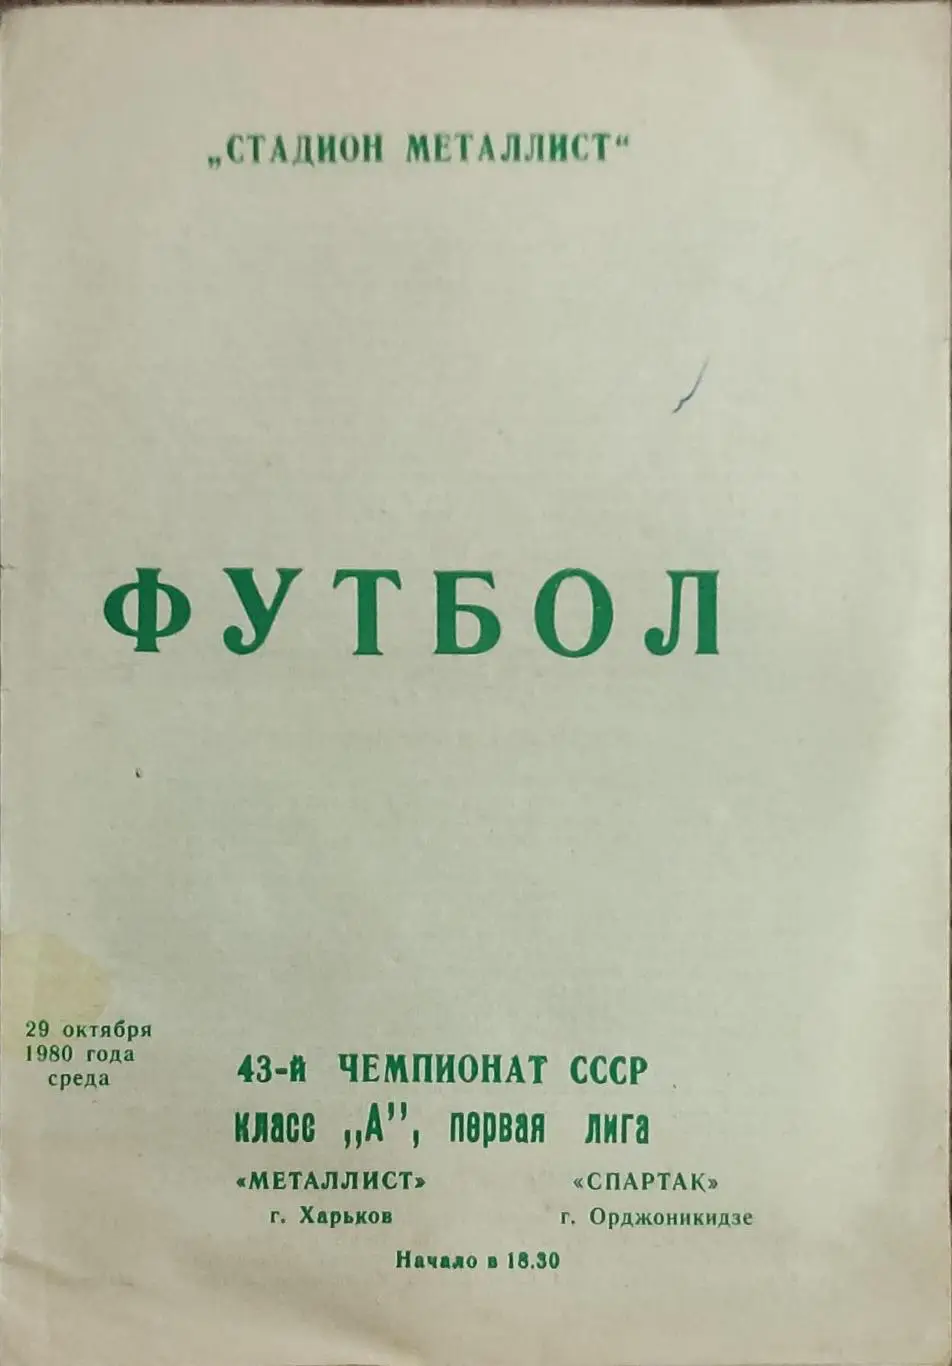 „СТАДИОН МЕТАЛЛИСТ“
ФУТБОЛ
29 октября
1980 года
среда
43-й ЧЕМПИОНАТ СССР
класс „А”, первая лига
«МЕТАЛЛИСТ» «СПАРТАК»
г. Харьков г. Орджоникидзе
Начало в 18.30